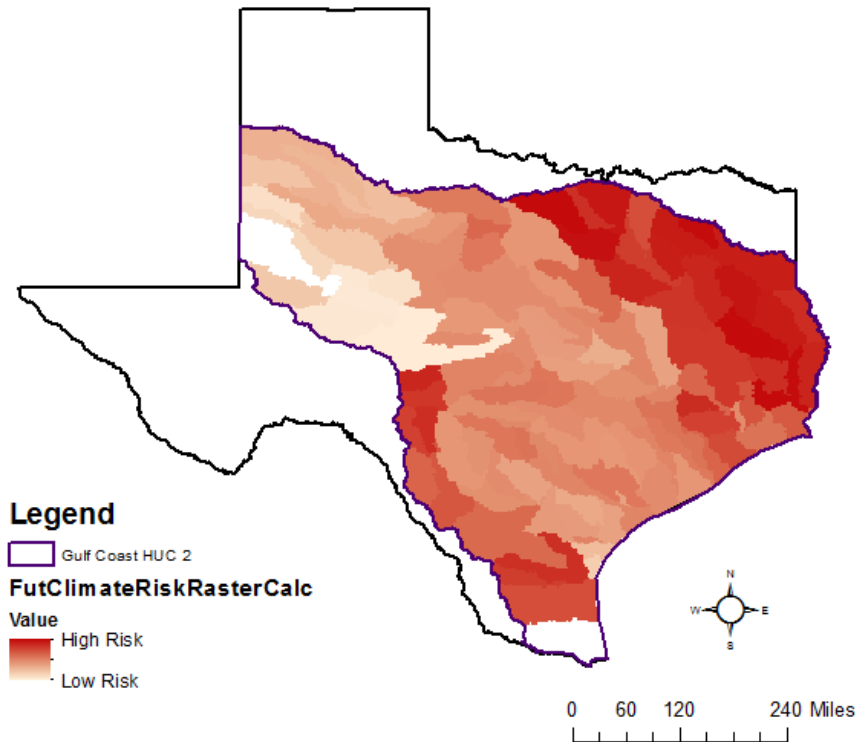 Legend
Gulf Coast HUC 2
FutClimateRiskRasterCalc
Value
High Risk
Low Risk
N
W E
S
0 60 120 240 Miles